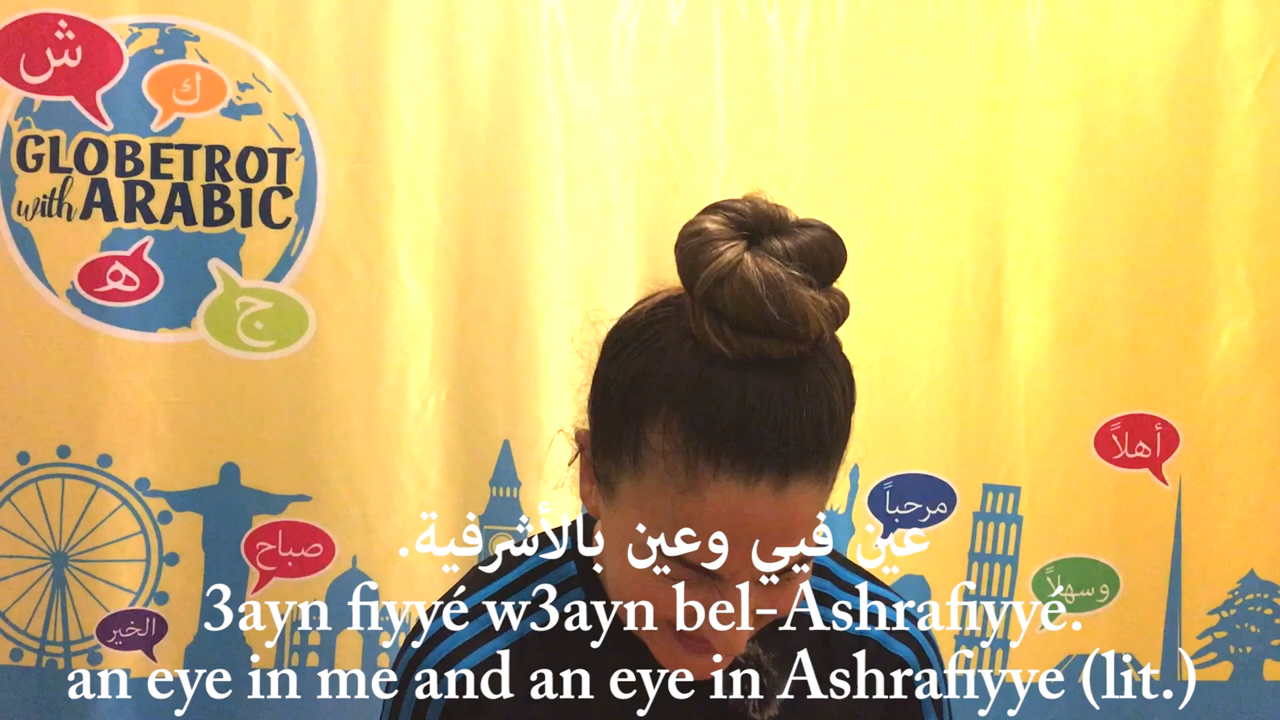 ش
ك
GLOBETROT
with ARABIC
ه
ج
أهلاً
مرحباً
صباح
وسهلاً
الخير
عين فيي وعين بالأشرفية.
3ayn fiyyé w3ayn bel-Ashrafiyye.
an eye in me and an eye in Ashrafiyye (lit.)